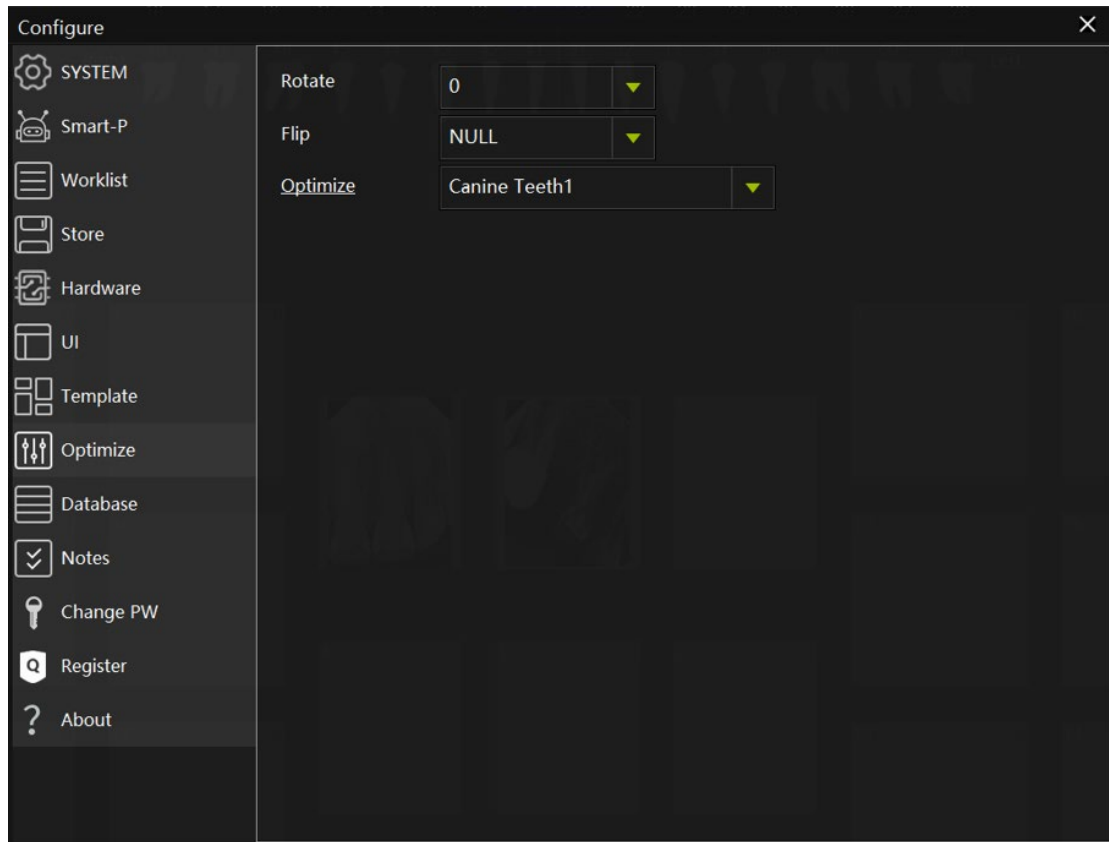 Configure
SYSTEM
Smart-P
Worklist
Store
Hardware
UI
Template
Optimize
Database
Notes
Change PW
Register
About
Rotate 0
Flip NULL
Optimize Canine Teeth1